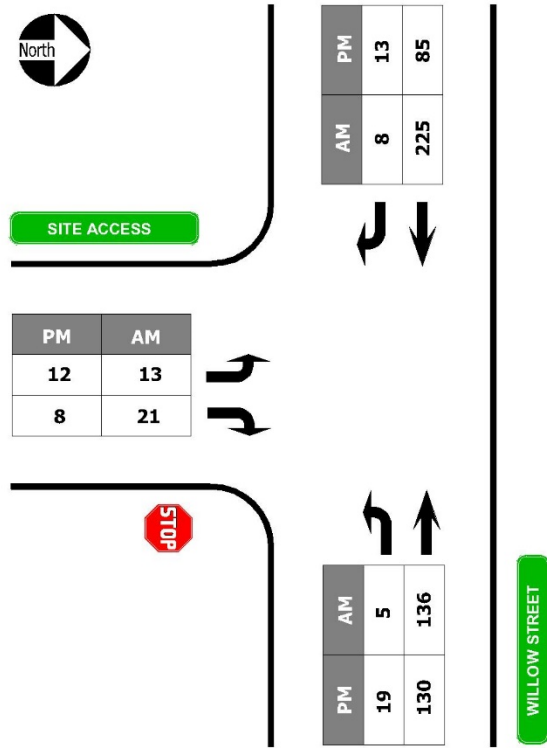 North
PM 13 85
AM 8 225
SITE ACCESS
PM AM
12 13
8 21
STOP
AM 5 136
PM 19 130
WILLOW STREET